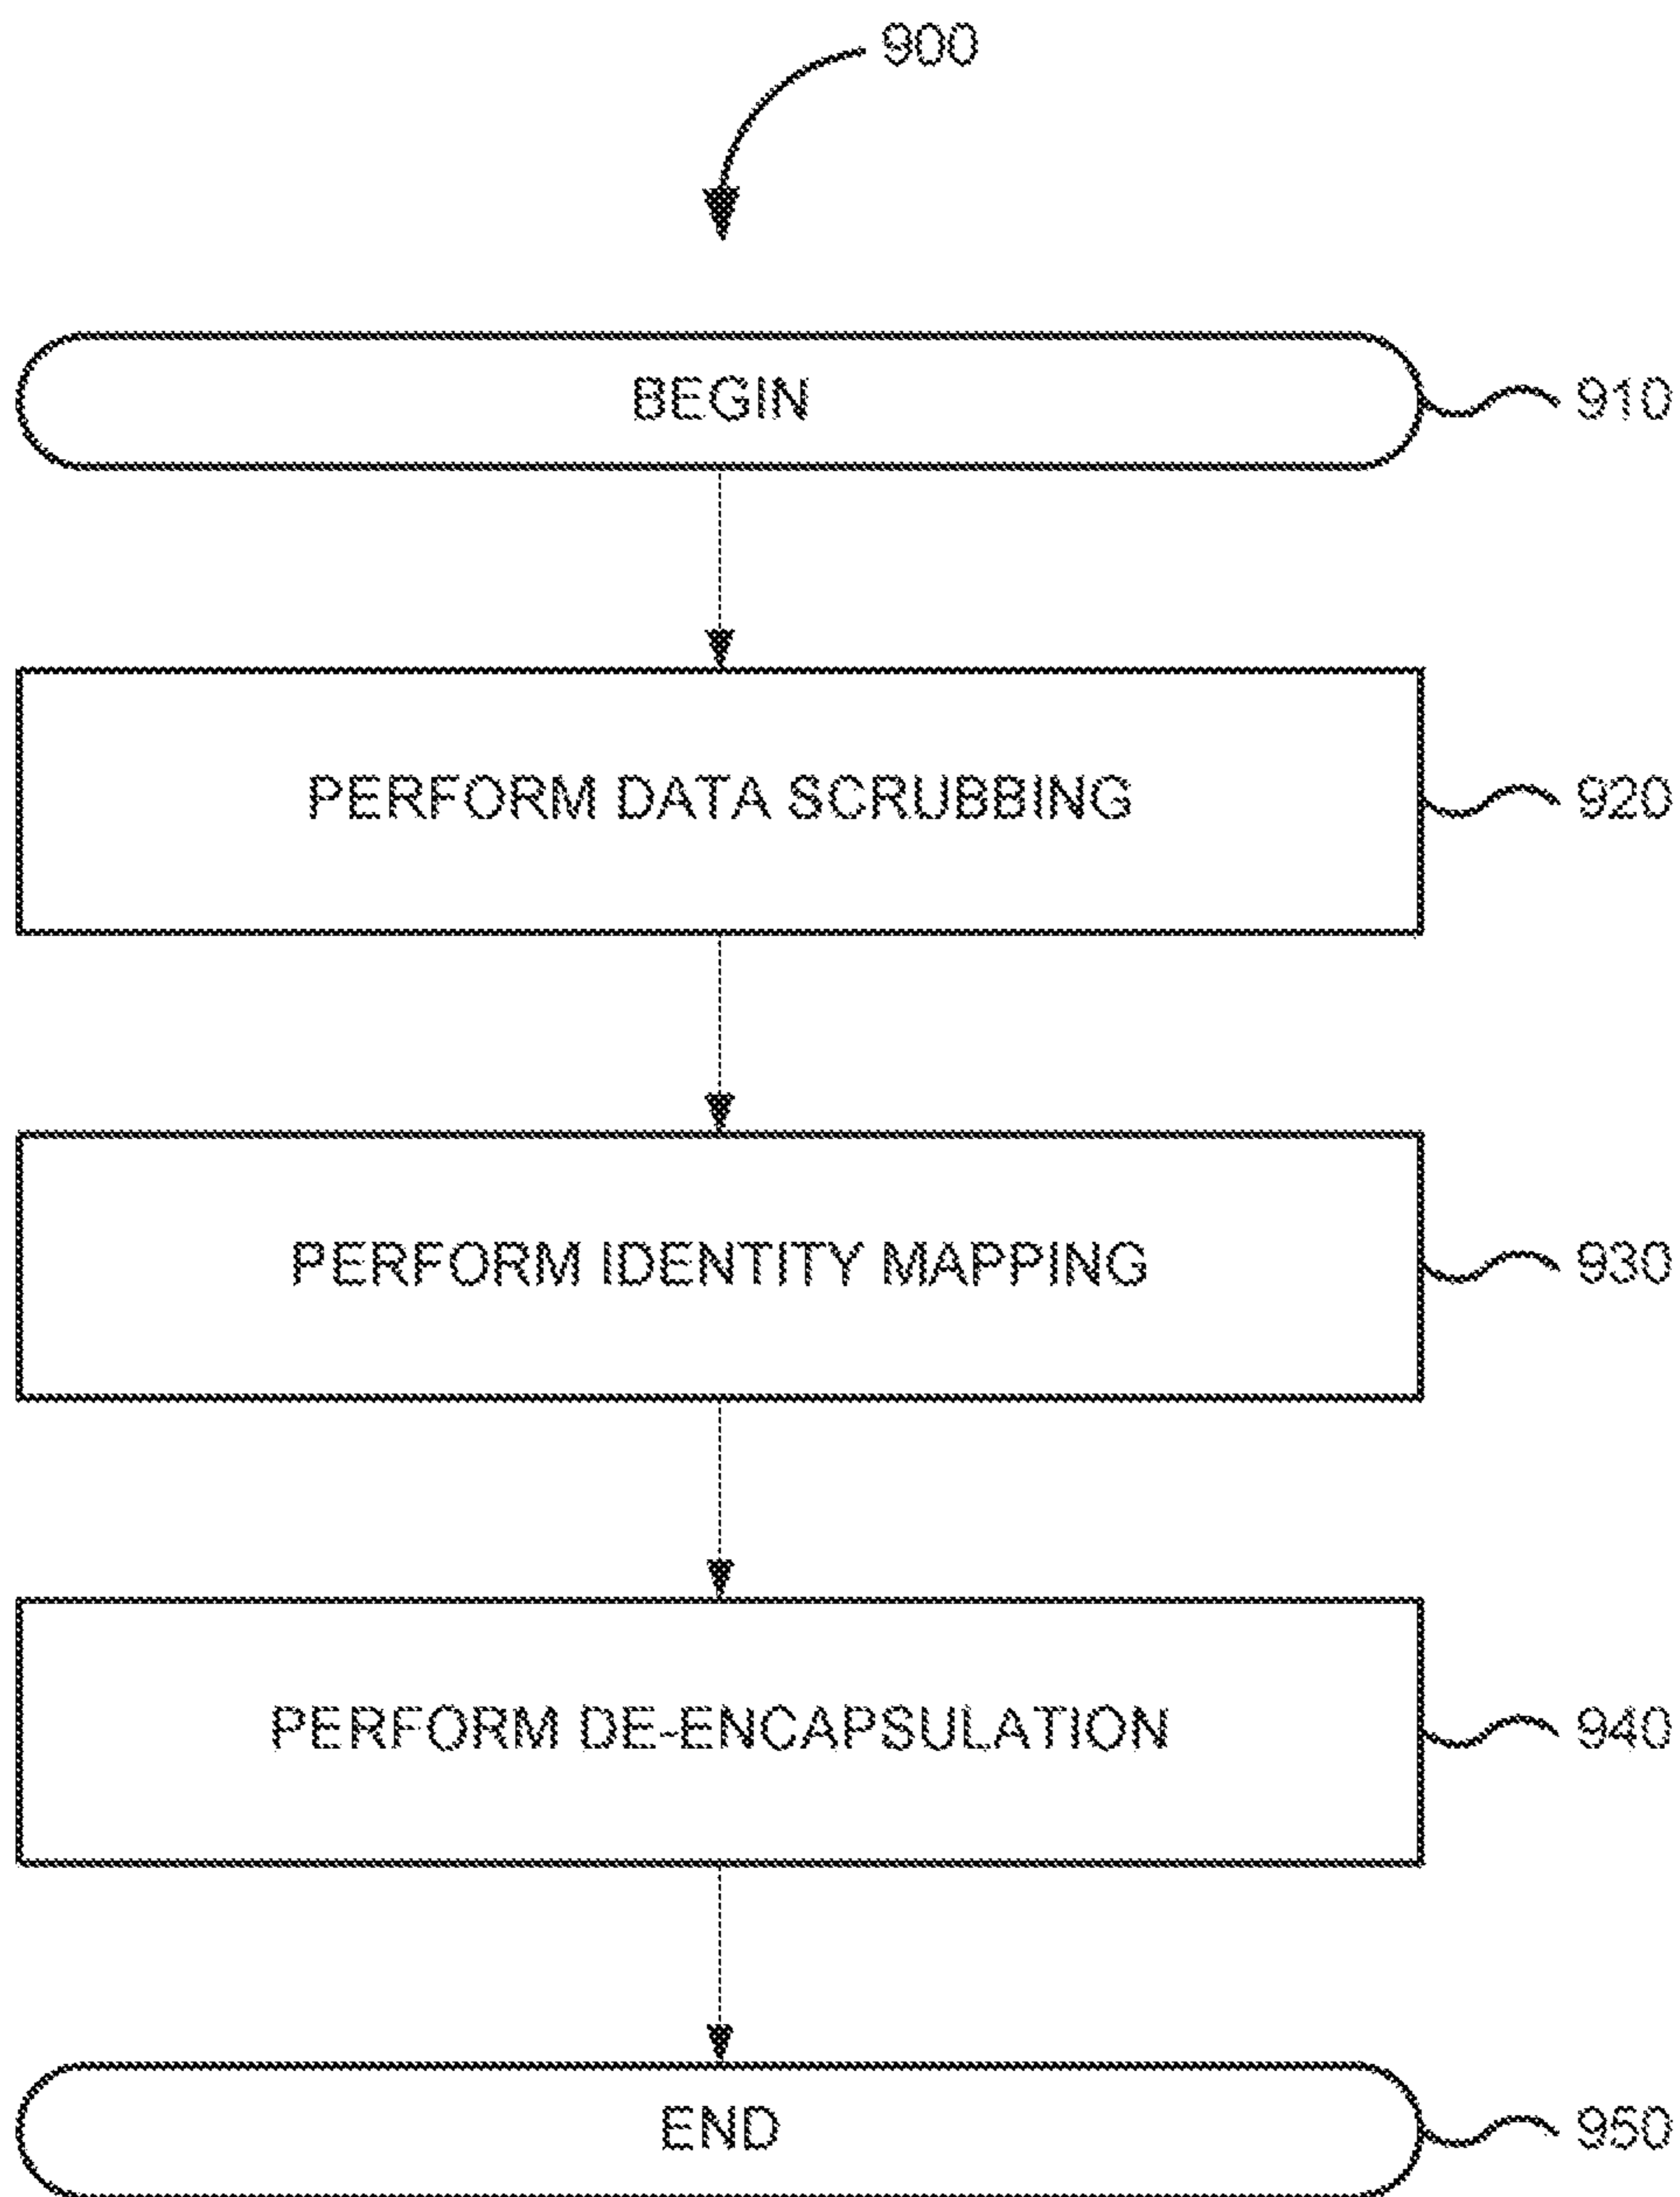 900
BEGIN
910
PERFORM DATA SCRUBBING
920
PERFORM IDENTITY MAPPING
930
PERFORM DE-ENCAPSULATION
940
END
950